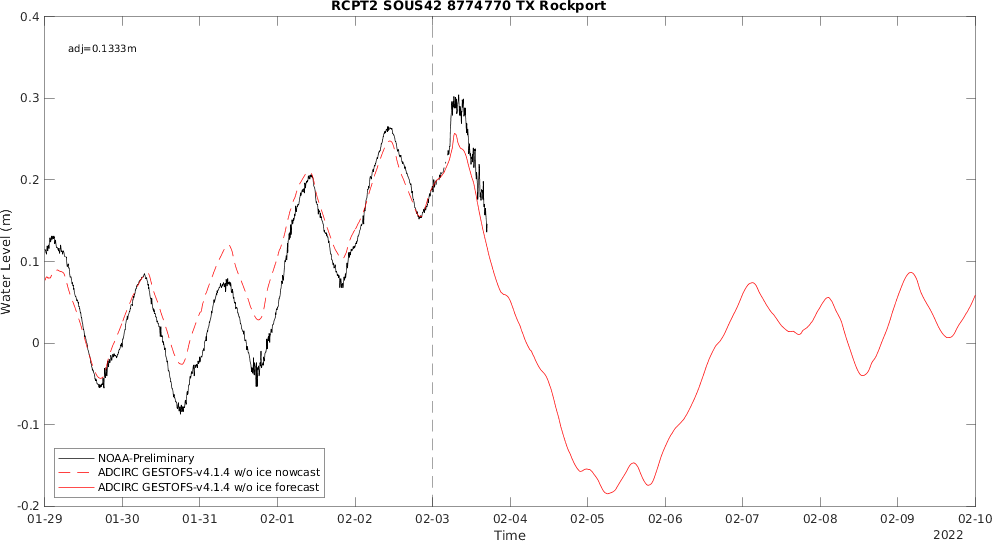 RCPT2 SOUS42 8774770 TX Rockport
adj=0.1333m
0.4
0.3
0.2
0.1
0
-0.1
-0.2
Water Level (m)
NOAA-Preliminary
ADCIRC GESTOFS-v4.1.4 w/o ice nowcast
ADCIRC GESTOFS-v4.1.4 w/o ice forecast
01-29 01-30 01-31 02-01 02-02 02-03 02-04 02-05 02-06 02-07 02-08 02-09 02-10
Time
2022